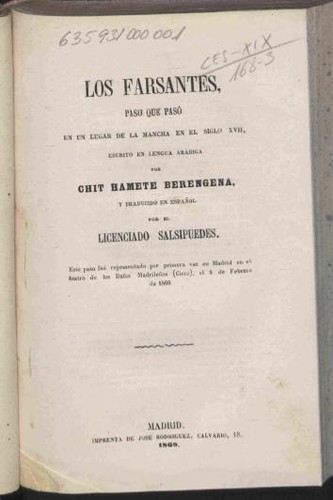 635931000001
CES-XIX
168-3
LOS FARSANTES,
PASO QUE PASÓ
EN UN LUGAR DE LA MANCHA EN EL SIGLO XVII,
ESCRITO EN LENGUA ARÁBIGA
POR
CHIT HAMETE BERENGENA,
Y TRADUCIDO EN ESPAÑOL
POR EL
LICENCIADO SALSIPUEDES.
Este paso fué representado por primera vez en Madrid en el
teatro de los Bufos Madrileños (Circo), el 4 de Febrero
de 1868.
MADRID.
IMPRENTA DE JOSÉ RODRIGUEZ, CALVARIO, 18.
1868.